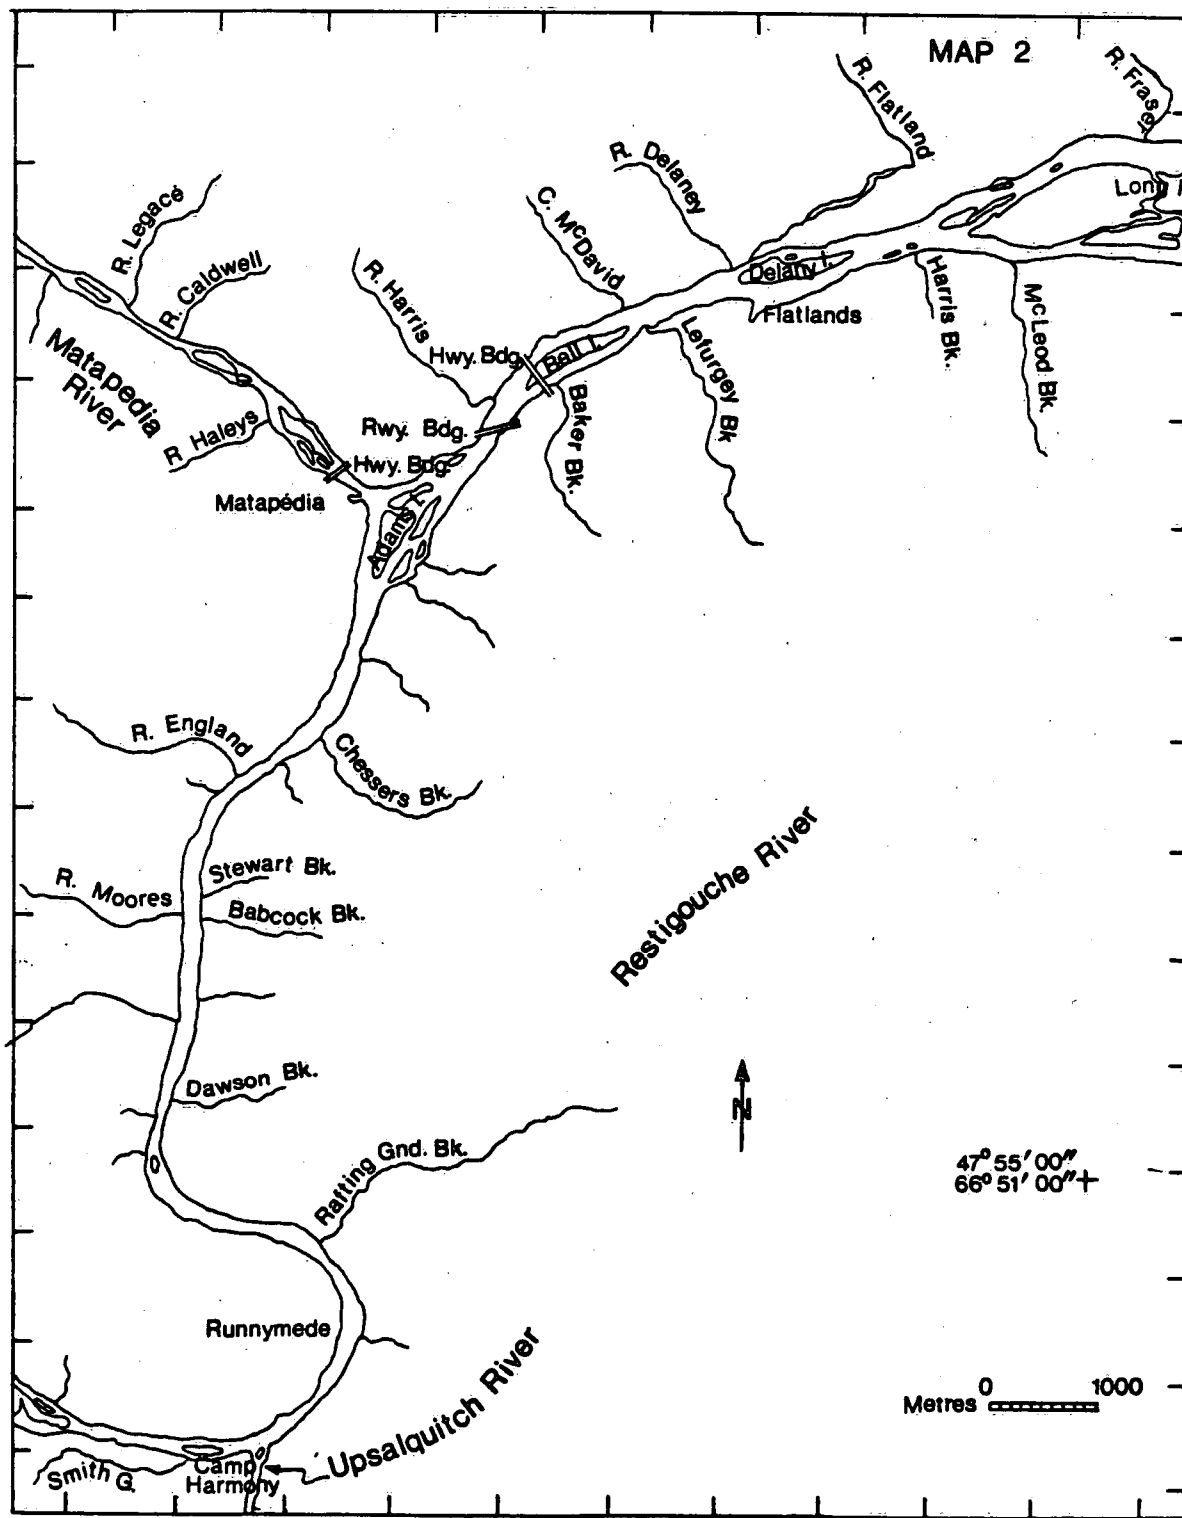 MAP 2
R. Fraser
R. Flatland
R. Delaney
C. McDavid
R. Legacé
R. Caldwell
R. Harris
Long
Delany I.
Flatlands
Harris Bk.
McLeod Bk.
Matapedia
River
Hwy. Bdg.
Ball I.
Lefurgey Bk
Baker Bk.
R Haleys
Rwy. Bdg.
Hwy. Bdg.
Matapédia
Adams I.
R. England
Chessers Bk.
Stewart Bk.
R. Moores
Babcock Bk.
Restigouche River
Dawson Bk.
N
Rafting Gnd. Bk.
47° 55' 00"
66° 51' 00"
Runnymede
Upsalquitch River
0 1000
Metres
Camp
Harmony
Smith G.